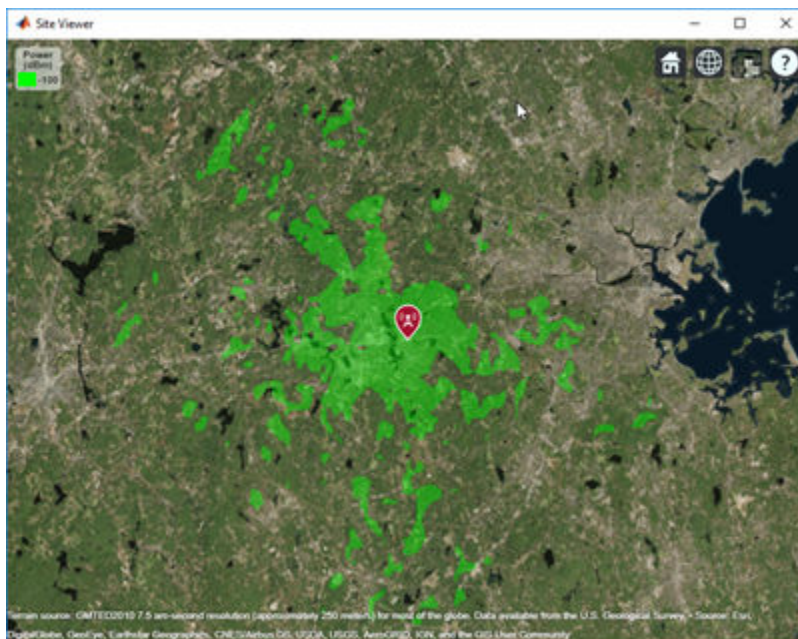 Site Viewer
Power
(dBm)
-100
?
Terrain source: GMTED2010 7.5 arc-second resolution (approximately 250 meters) for most of the globe. Data available from the U.S. Geological Survey. • Source: Esri,
DigitalGlobe, GeoEye, Earthstar Geographics, CNES/Airbus DS, USDA, USGS, AeroGRID, IGN, and the GIS User Community